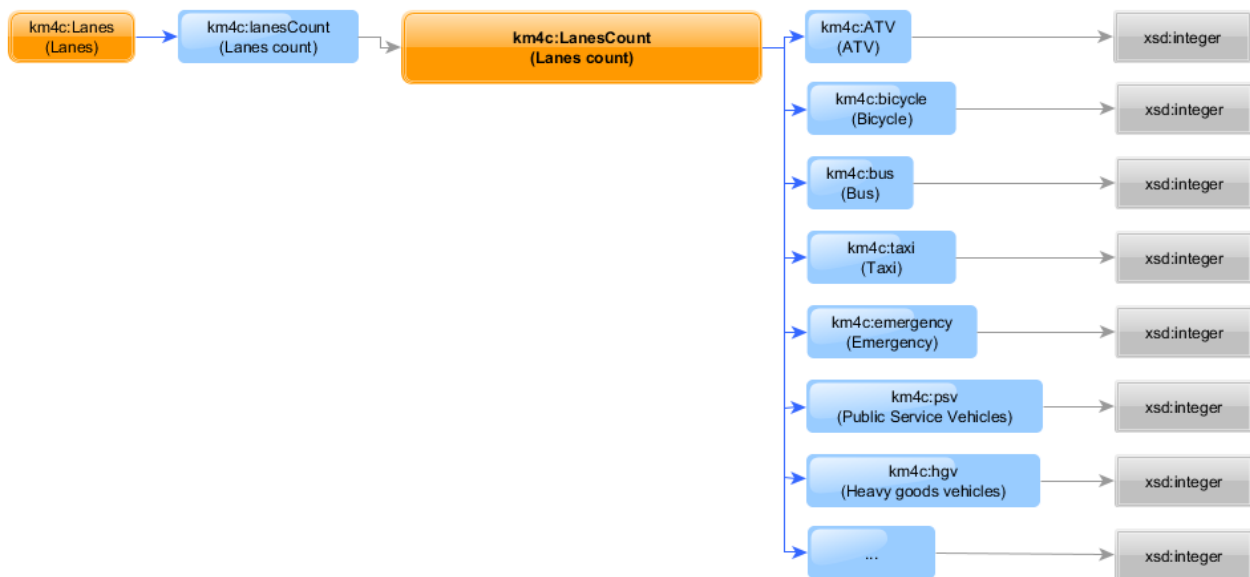 km4c:Lanes
(Lanes)
km4c:lanesCount
(Lanes count)
km4c:LanesCount
(Lanes count)
km4c:ATV
(ATV)
xsd:integer
km4c:bicycle
(Bicycle)
xsd:integer
km4c:bus
(Bus)
xsd:integer
km4c:taxi
(Taxi)
xsd:integer
km4c:emergency
(Emergency)
xsd:integer
km4c:psv
(Public Service Vehicles)
xsd:integer
km4c:hgv
(Heavy goods vehicles)
xsd:integer
...
xsd:integer